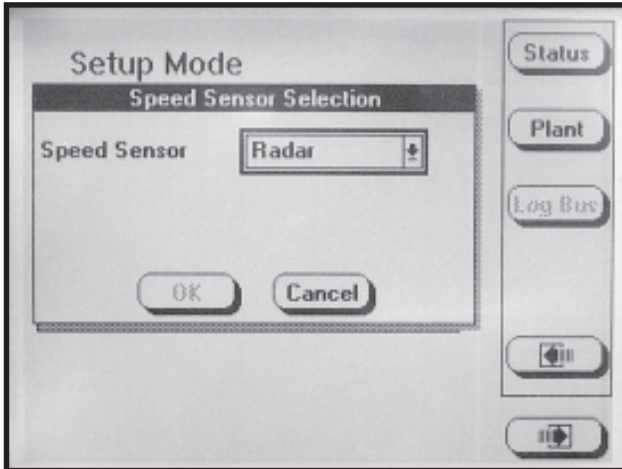 Setup Mode
Speed Sensor Selection
Speed Sensor
Radar
OK
Cancel
Status
Plant
Log Bus